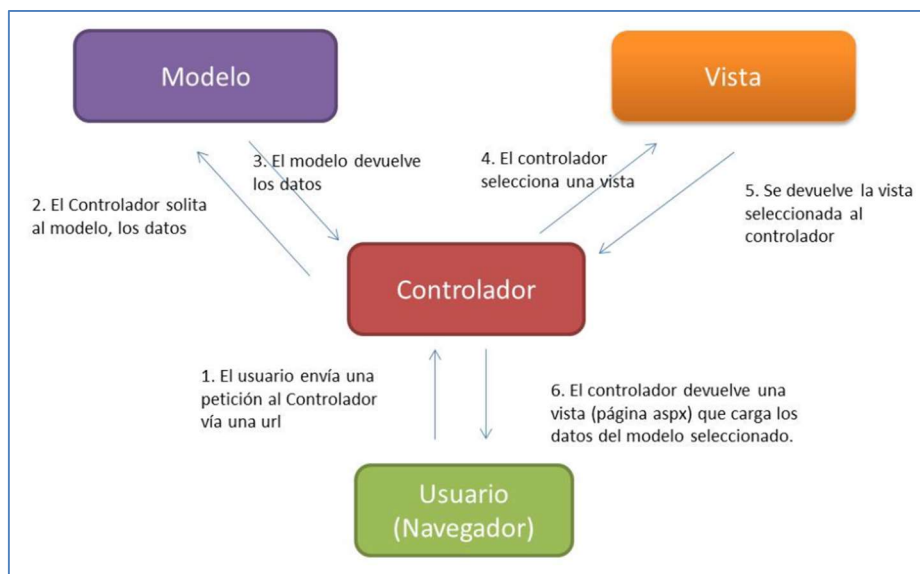 Modelo
Vista
3. El modelo devuelve
los datos
4. El controlador
selecciona una vista
2. El Controlador solita
al modelo, los datos
5. Se devuelve la vista
seleccionada al
controlador
Controlador
1. El usuario envía una
petición al Controlador
vía una url
6. El controlador devuelve una
vista (página aspx) que carga los
datos del modelo seleccionado.
Usuario
(Navegador)